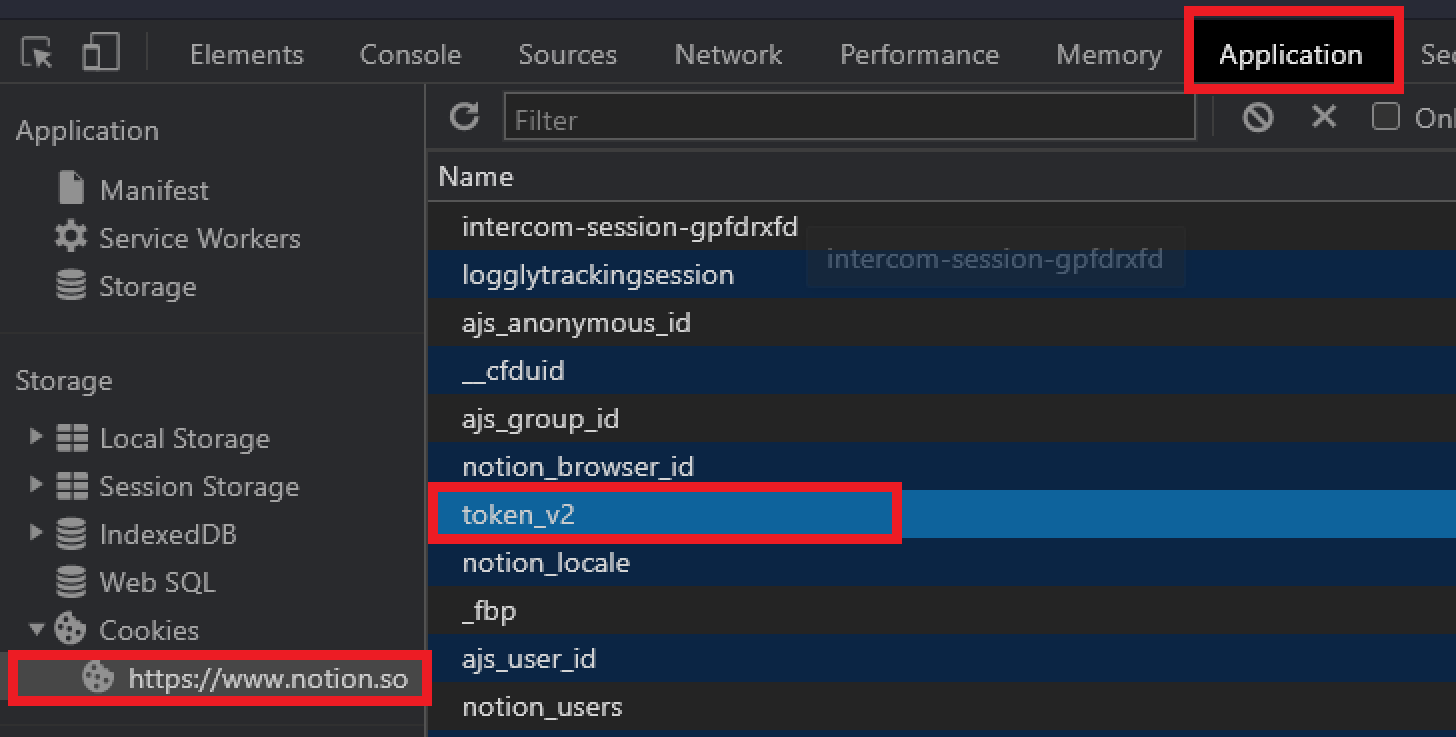 Elements Console Sources Network Performance Memory Application Sec
Application
Manifest
Service Workers
Storage
Storage
Local Storage
Session Storage
IndexedDB
Web SQL
Cookies
https://www.notion.so
Filter
Onl
Name
intercom-session-gpfdrxfd
intercom-session-gpfdrxfd
logglytrackingsession
ajs_anonymous_id
__cfduid
ajs_group_id
notion_browser_id
token_v2
notion_locale
_fbp
ajs_user_id
notion_users